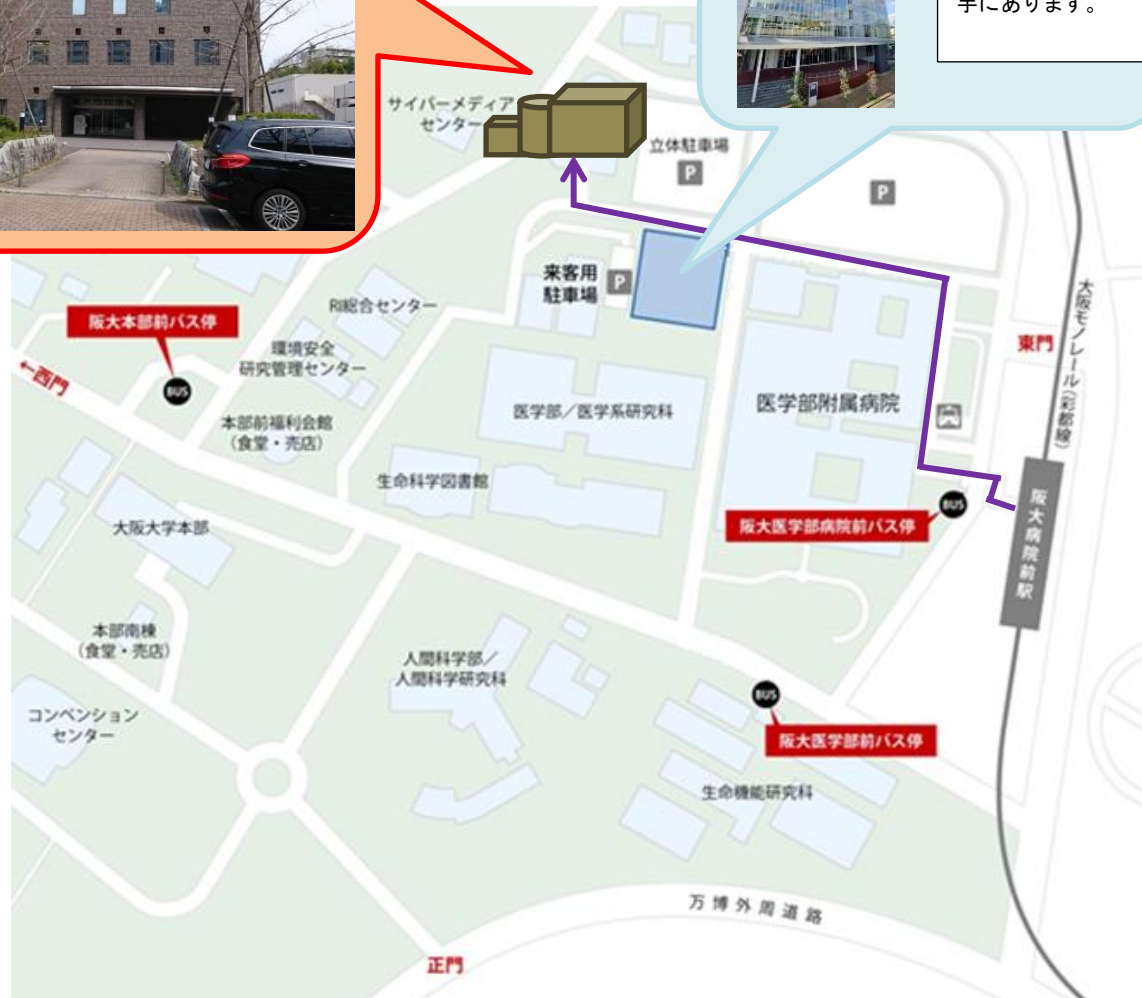 手にあります。
サイバーメディア
センター
立体駐車場
P
P
来客用
駐車場
P
RI総合センター
阪大本部前バス停
環境安全
研究管理センター
←西門
BUS
本部前福利会館
(食堂・売店)
医学部/医学系研究科
医学部附属病院
東門
大阪モノレール(彩都線)
生命科学図書館
大阪大学本部
阪大医学部病院前バス停
BUS
阪大病院前駅
本部南棟
(食堂・売店)
人間科学部/
人間科学研究科
コンベンション
センター
BUS
阪大医学部前バス停
生命機能研究科
万博外周道路
正門